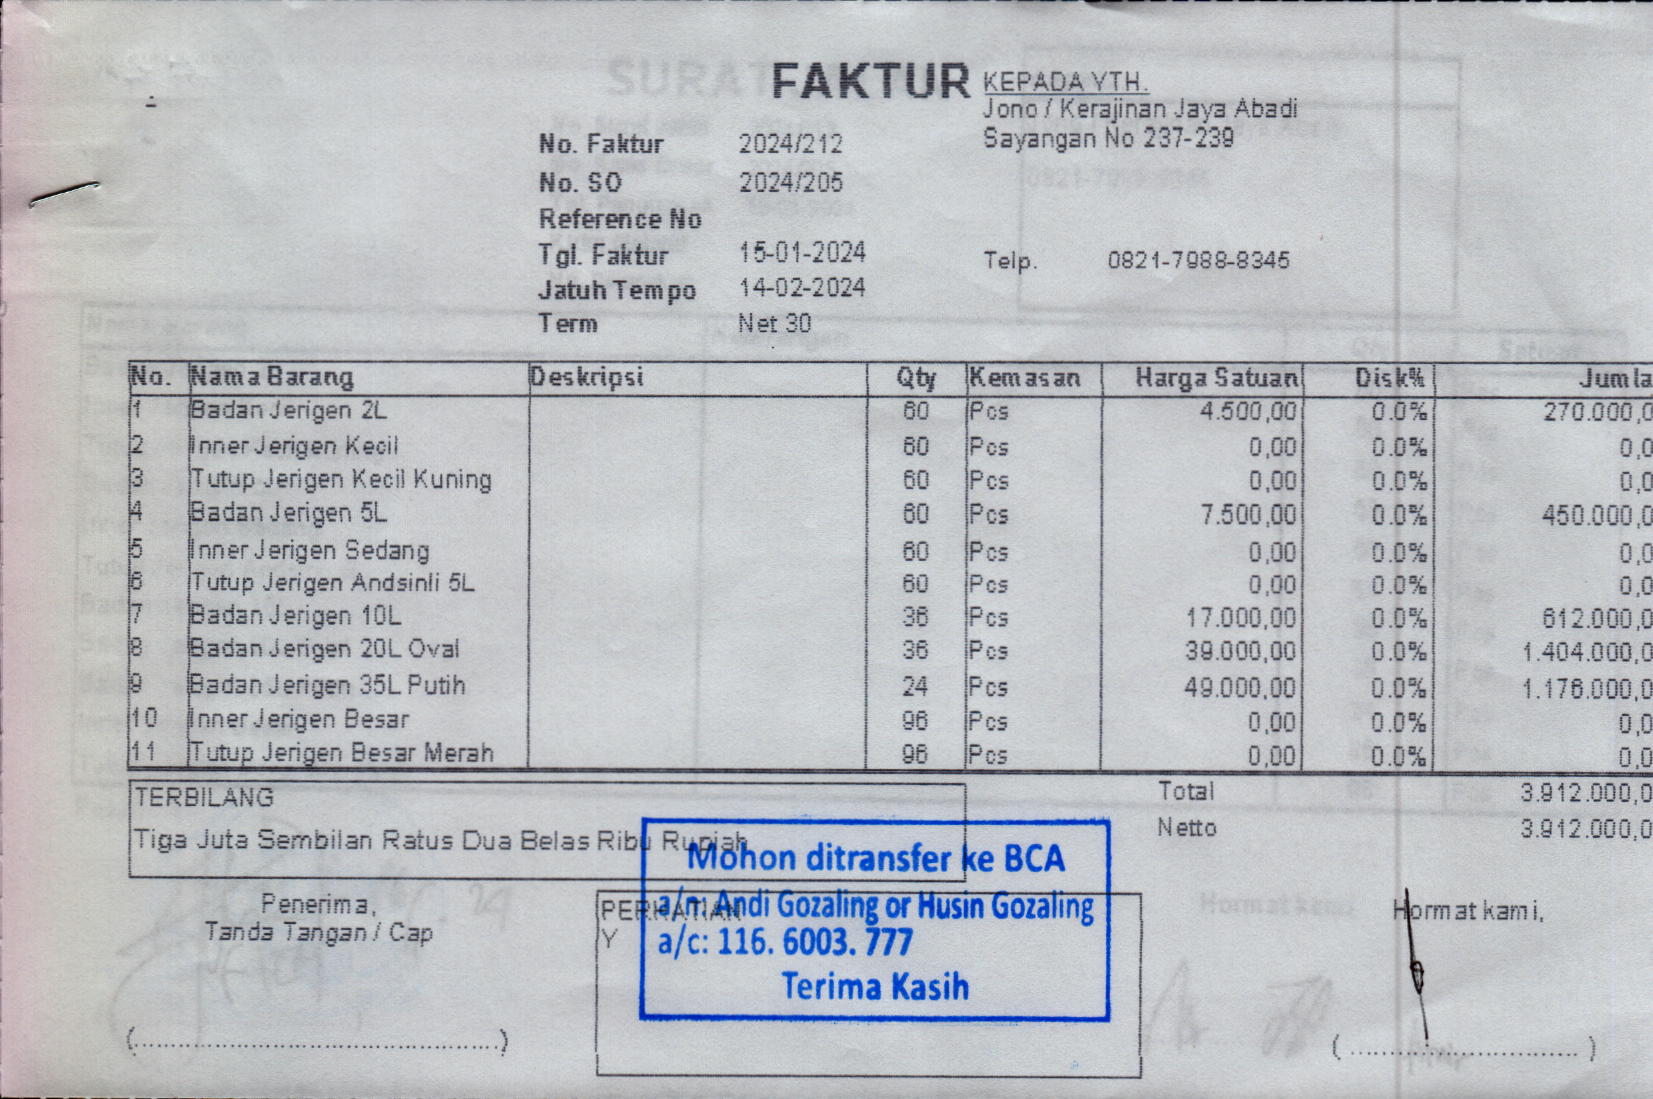 FAKTUR
KEPADA YTH.
Jono / Kerajinan Jaya Abadi
Sayangan No 237-239
No. Faktur 2024/212
No. SO 2024/205
Reference No
Tgl. Faktur 15-01-2024
Telp. 0821-7988-8345
Jatuh Tempo 14-02-2024
Term Net 30
No. Nama Barang Deskripsi Qty Kemasan Harga Satuan Disk% Jumla
1 Badan Jerigen 2L 60 Pcs 4.500,00 0.0% 270.000,0
2 Inner Jerigen Kecil 60 Pcs 0,00 0.0% 0,0
3 Tutup Jerigen Kecil Kuning 60 Pcs 0,00 0.0% 0,0
4 Badan Jerigen 5L 60 Pcs 7.500,00 0.0% 450.000,0
5 Inner Jerigen Sedang 60 Pcs 0,00 0.0% 0,0
6 Tutup Jerigen Andsinli 5L 60 Pcs 0,00 0.0% 0,0
7 Badan Jerigen 10L 36 Pcs 17.000,00 0.0% 612.000,0
8 Badan Jerigen 20L Oval 36 Pcs 39.000,00 0.0% 1.404.000,0
9 Badan Jerigen 35L Putih 24 Pcs 49.000,00 0.0% 1.176.000,0
10 Inner Jerigen Besar 96 Pcs 0,00 0.0% 0,0
11 Tutup Jerigen Besar Merah 96 Pcs 0,00 0.0% 0,0
TERBILANG
Tiga Juta Sembilan Ratus Dua Belas Ribu Rupiah
Total 3.912.000,0
Netto 3.912.000,0
Mohon ditransfer ke BCA
a/n: Andi Gozaling or Husin Gozaling
a/c: 116. 6003. 777
Terima Kasih
Penerima,
Tanda Tangan / Cap
PERHATIAN
Y
Hormat kami,
(..................................................)
( ................................ )